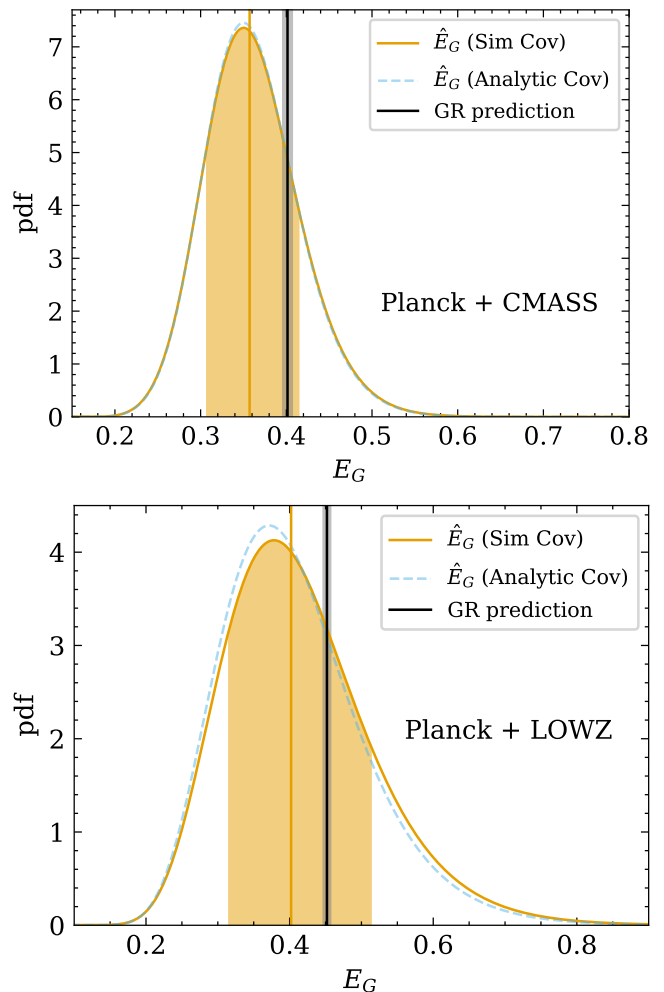 7
6
5
4
3
2
1
0
pdf
Ê_G (Sim Cov)
Ê_G (Analytic Cov)
GR prediction
Planck + CMASS
0.2 0.3 0.4 0.5 0.6 0.7 0.8
E_G
4
3
2
1
0
pdf
Ê_G (Sim Cov)
Ê_G (Analytic Cov)
GR prediction
Planck + LOWZ
0.2 0.4 0.6 0.8
E_G